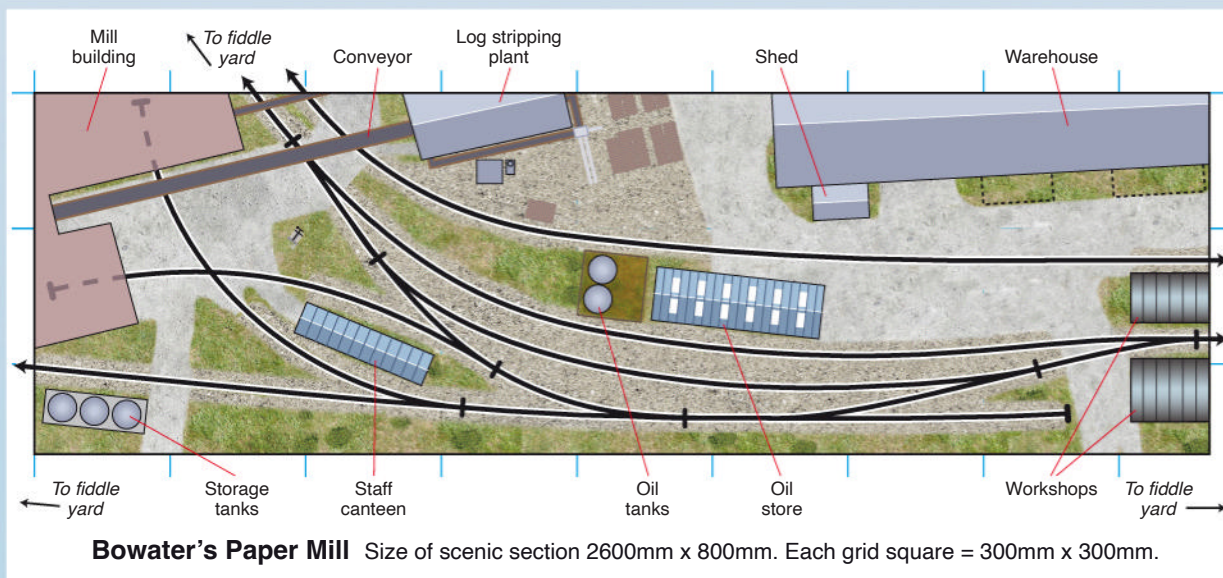 Mill
building
To fiddle
yard
Conveyor
Log stripping
plant
Shed
Warehouse
To fiddle
yard
Storage
tanks
Staff
canteen
Oil
tanks
Oil
store
Workshops
To fiddle
yard
Bowater's Paper Mill Size of scenic section 2600mm x 800mm. Each grid square = 300mm x 300mm.